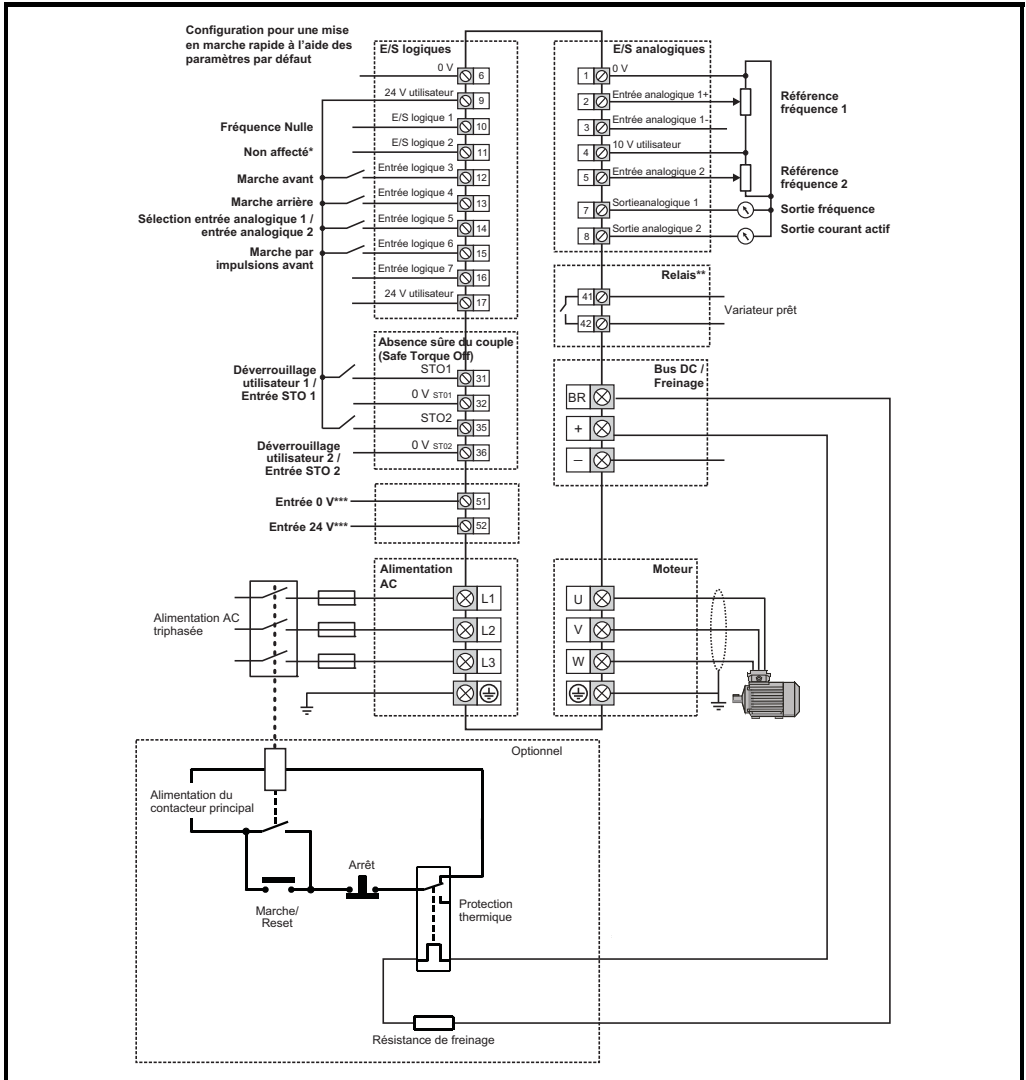 Configuration pour une mise
en marche rapide à l'aide des
paramètres par défaut
E/S logiques
0 V
6
24 V utilisateur
9
Fréquence Nulle
E/S logique 1
10
Non affecté*
E/S logique 2
11
Marche avant
Entrée logique 3
12
Marche arrière
Entrée logique 4
13
Sélection entrée analogique 1 /
entrée analogique 2
Entrée logique 5
14
Marche par
impulsions avant
Entrée logique 6
15
Entrée logique 7
16
24 V utilisateur
17
E/S analogiques
1
0 V
2
Entrée analogique 1+
Référence
fréquence 1
3
Entrée analogique 1-
4
10 V utilisateur
5
Entrée analogique 2
Référence
fréquence 2
7
Sortieanalogique 1
Sortie fréquence
8
Sortie analogique 2
Sortie courant actif
Relais**
41
42
Variateur prêt
Absence sûre du couple
(Safe Torque Off)
Déverrouillage
utilisateur 1 /
Entrée STO 1
STO1
31
0 V ST01
32
STO2
35
Déverrouillage
utilisateur 2 /
Entrée STO 2
0 V ST02
36
Bus DC /
Freinage
BR
+
–
Entrée 0 V***
51
Entrée 24 V***
52
Alimentation
AC
Alimentation AC
triphasée
L1
L2
L3
Moteur
U
V
W
Optionnel
Alimentation du
contacteur principal
Marche/
Reset
Arrêt
Protection
thermique
Résistance de freinage